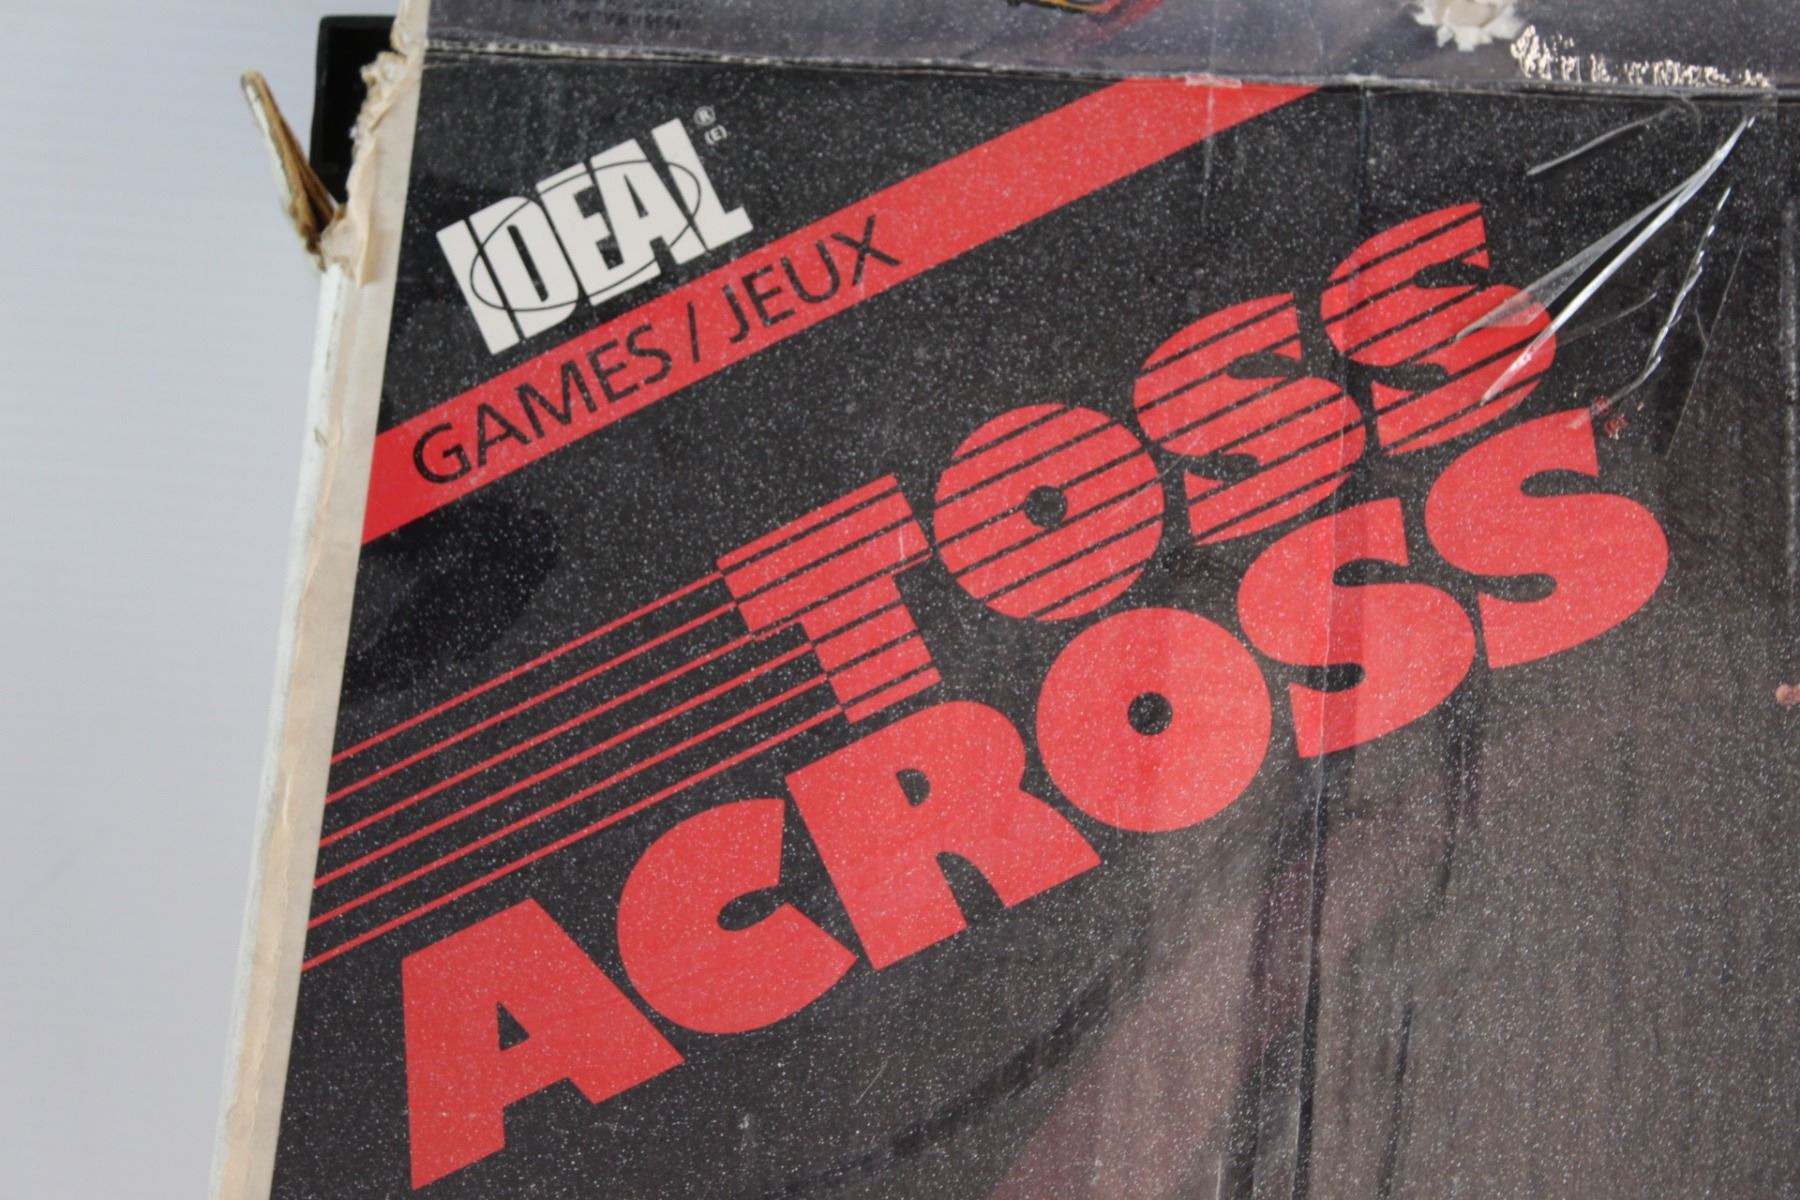 IDEAL® (E)
GAMES / JEUX
TOSS
ACROSS